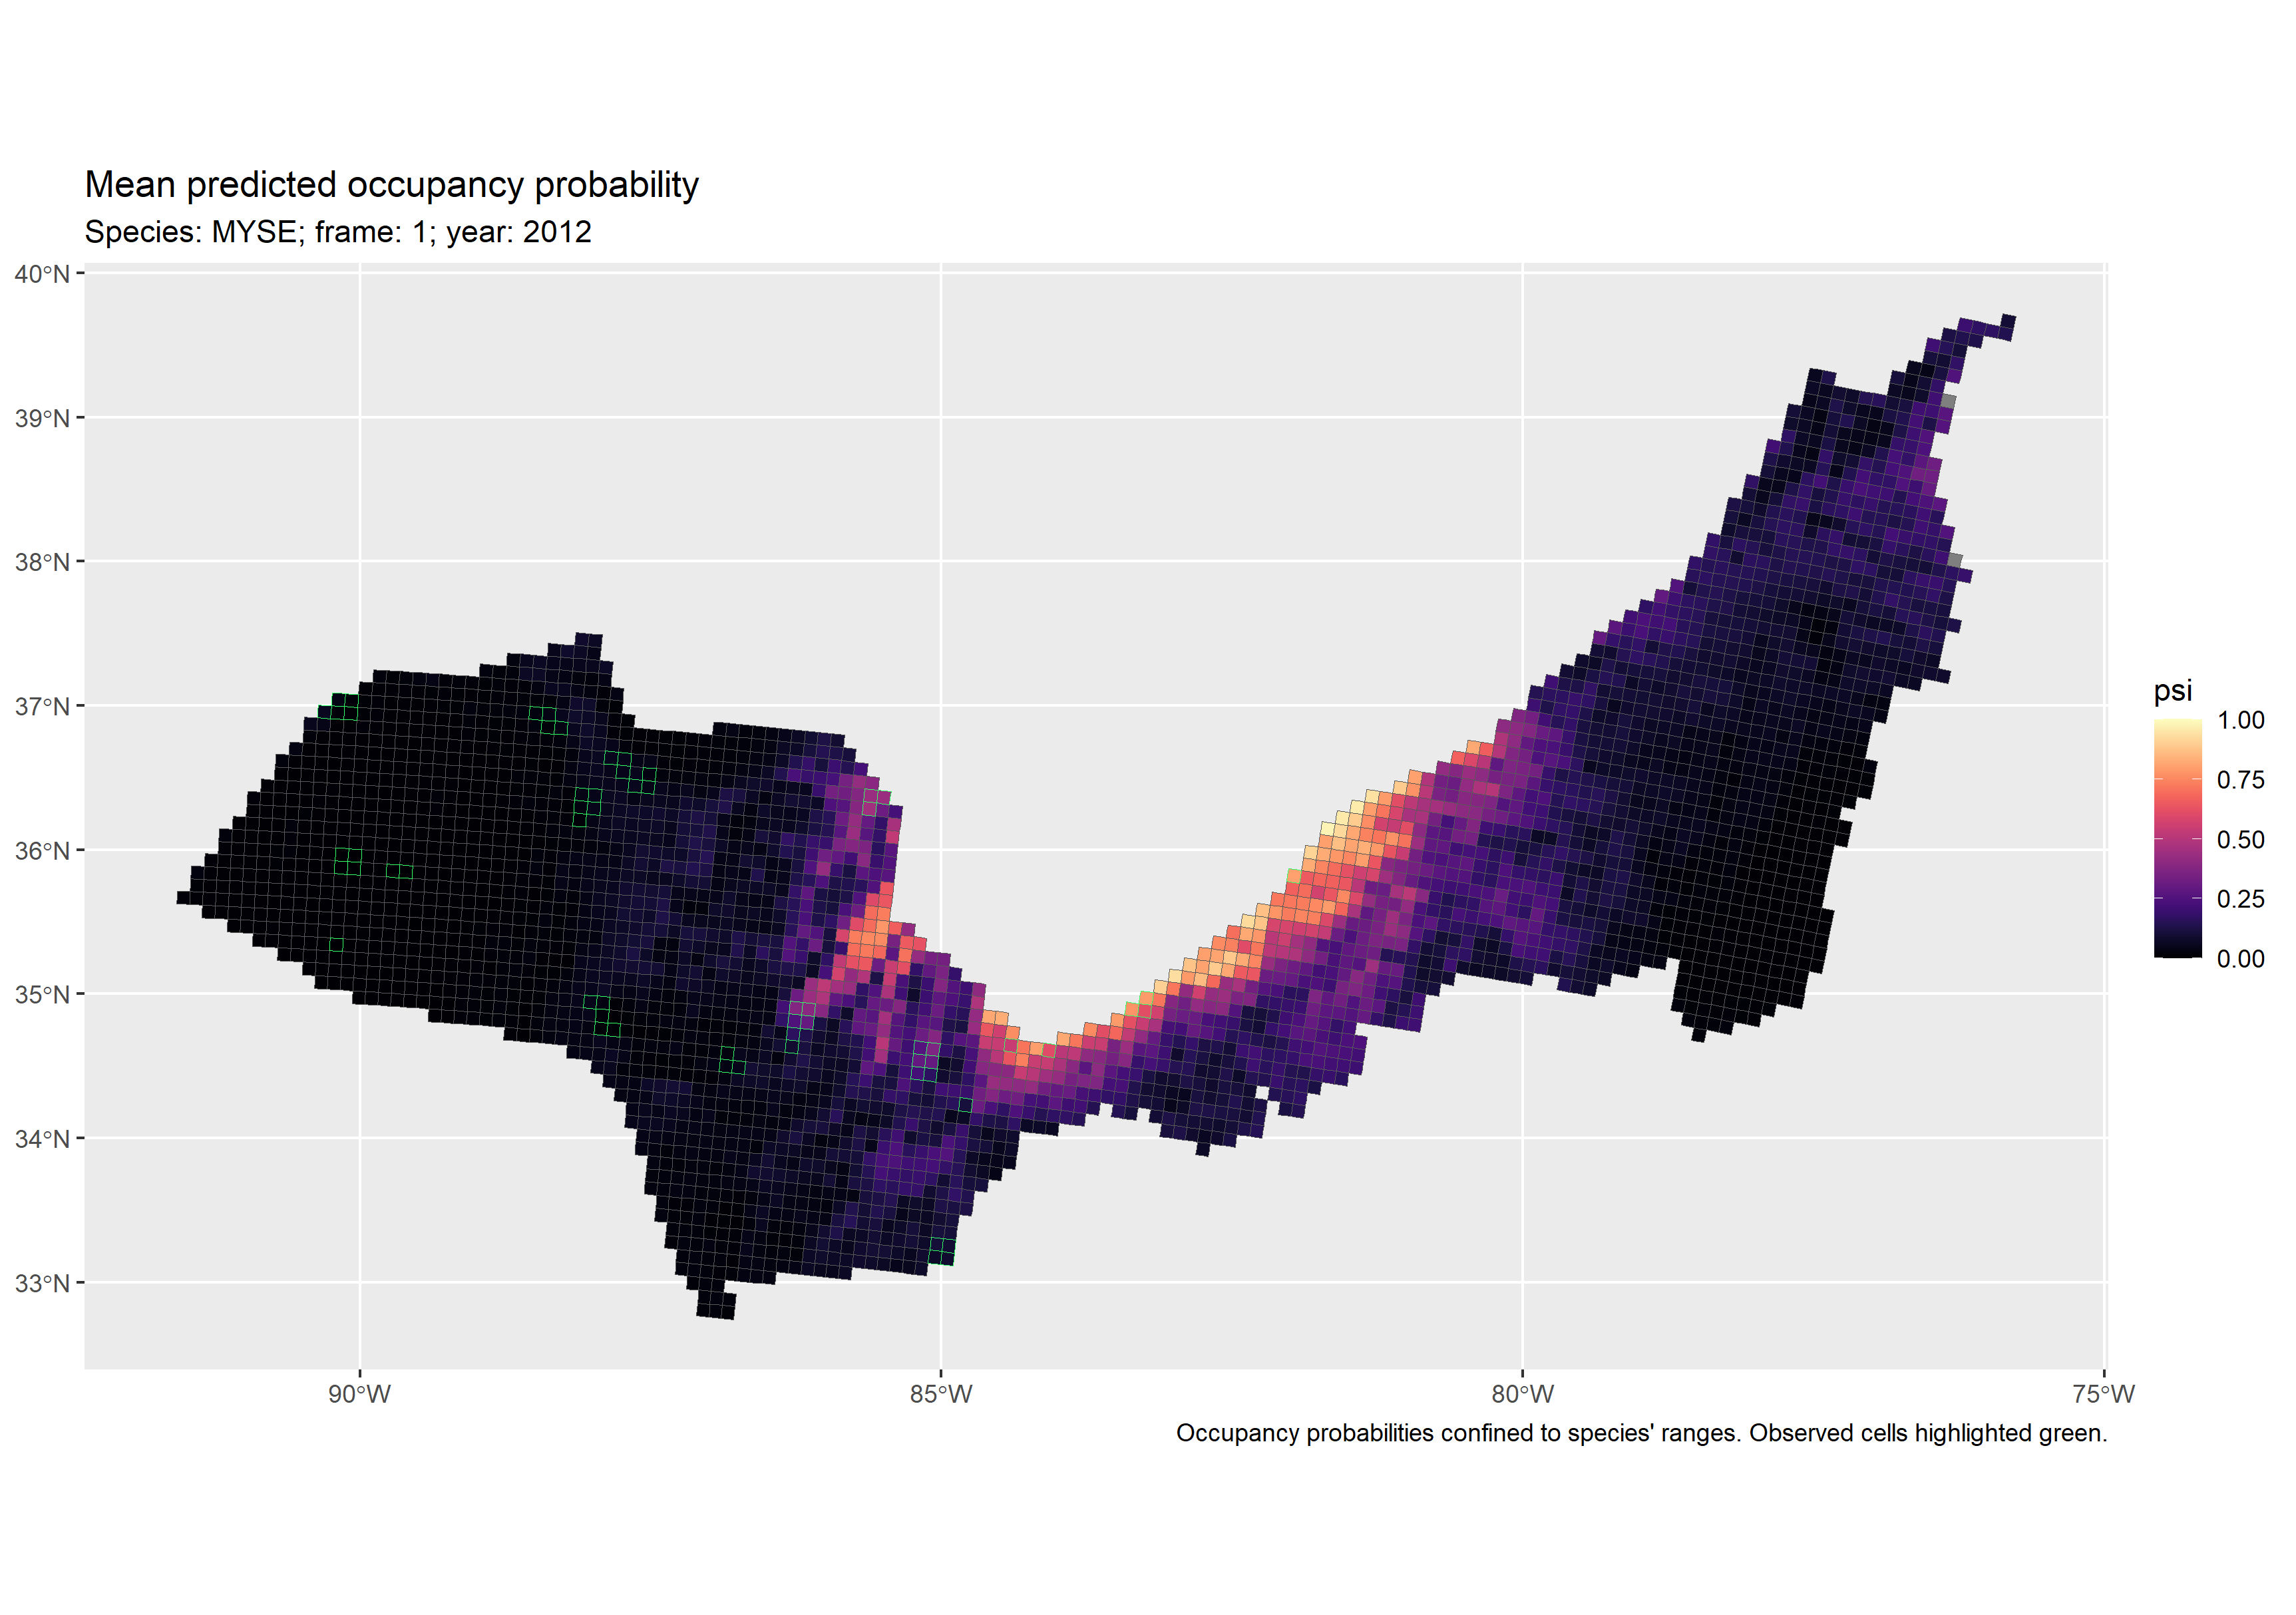 Mean predicted occupancy probability
Species: MYSE; frame: 1; year: 2012
40°N
39°N
38°N
37°N
36°N
35°N
34°N
33°N
90°W
85°W
80°W
75°W
psi
1.00
0.75
0.50
0.25
0.00
Occupancy probabilities confined to species' ranges. Observed cells highlighted green.